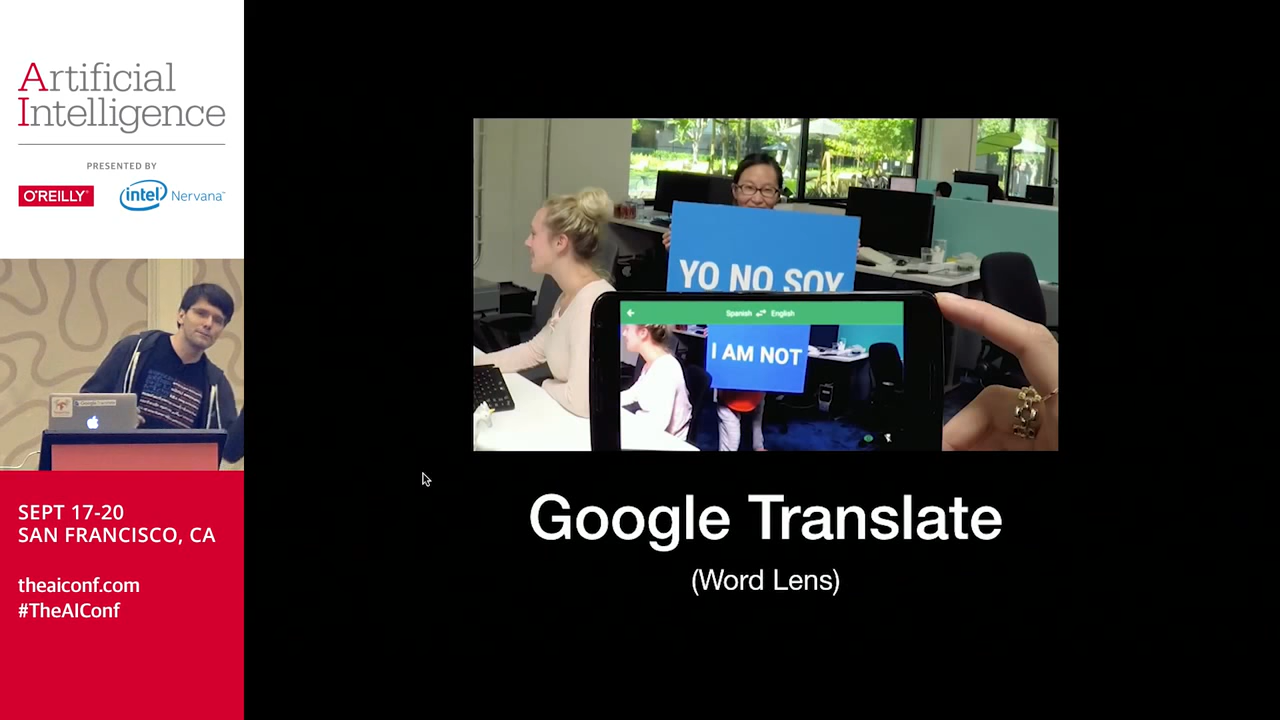 Artificial
Intelligence
PRESENTED BY
O'REILLY
intel Nervana
SEPT 17-20
SAN FRANCISCO, CA
theaiconf.com
#TheAIConf
YO NO SOY
Spanish English
I AM NOT
Google Translate
(Word Lens)